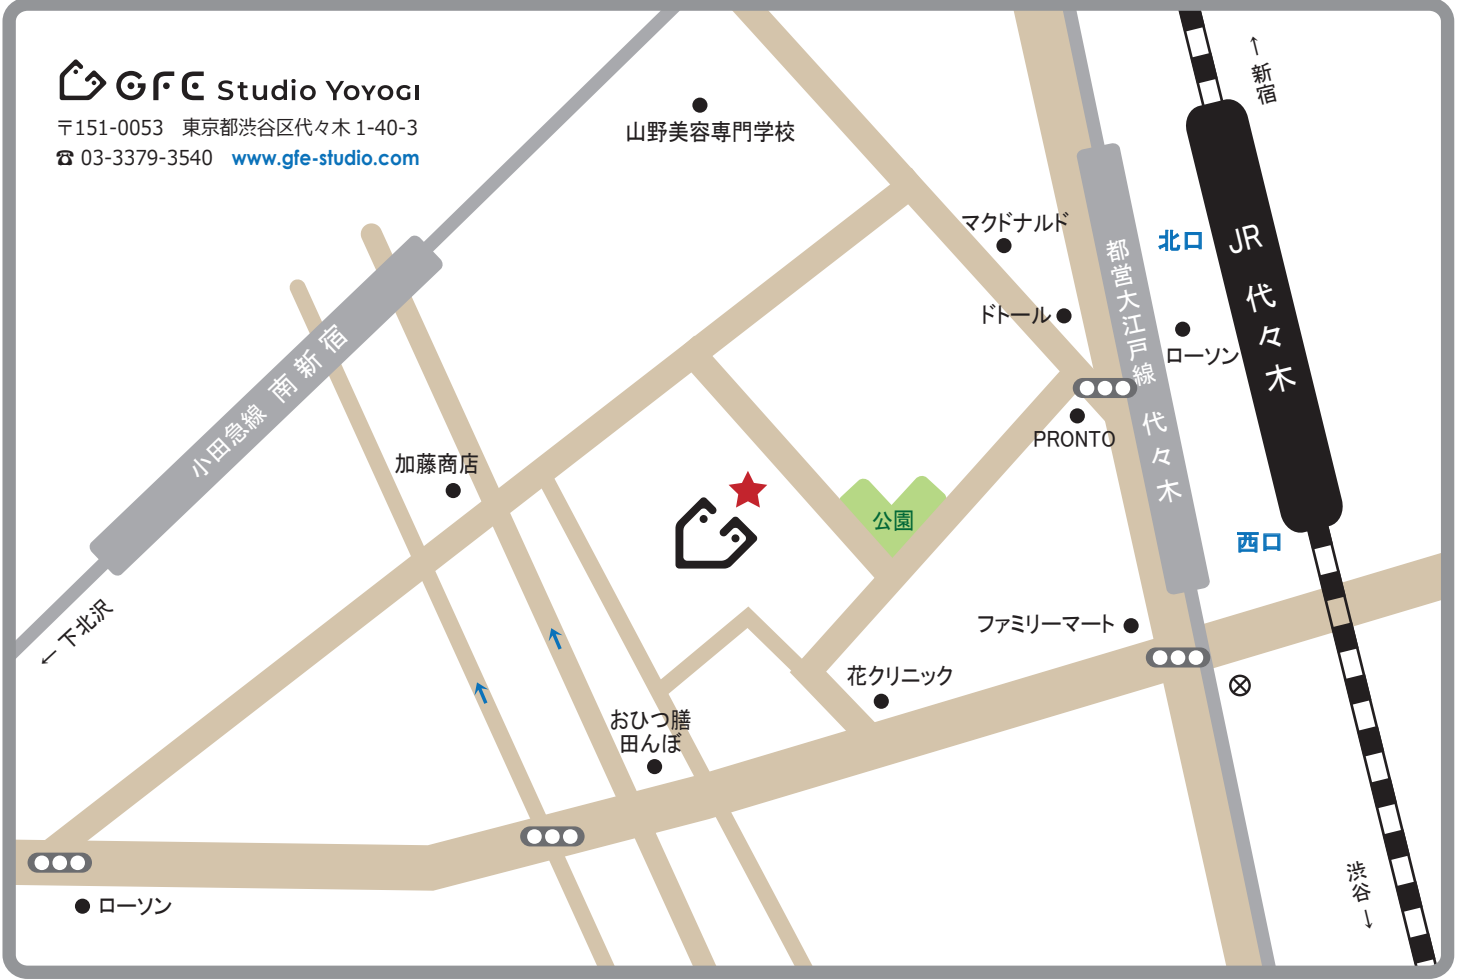 GFE Studio YOYOGI
〒151-0053　東京都渋谷区代々木 1-40-3
☎ 03-3379-3540　www.gfe-studio.com
↑ 新宿
山野美容専門学校
マクドナルド
北口
JR 代々木
都営大江戸線 代々木
ドトール
ローソン
小田急線 南新宿
PRONTO
加藤商店
公園
西口
← 下北沢
ファミリーマート
花クリニック
おひつ膳
田んぼ
渋谷 →
ローソン